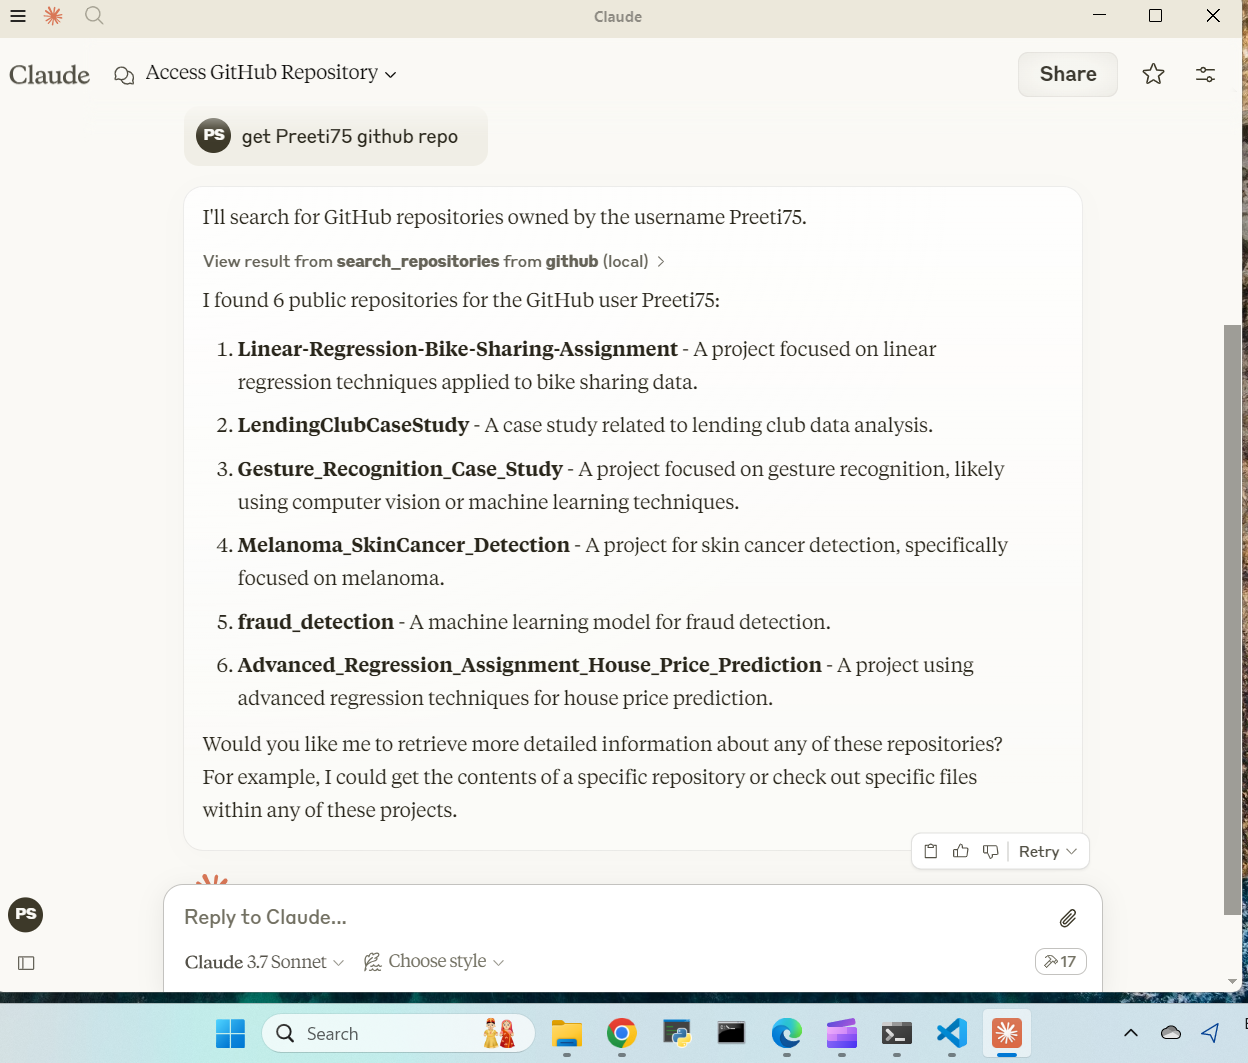 Claude
Claude
Access GitHub Repository
Share
PS
get Preeti75 github repo
I'll search for GitHub repositories owned by the username Preeti75.
View result from search_repositories from github (local)
I found 6 public repositories for the GitHub user Preeti75:
1. Linear-Regression-Bike-Sharing-Assignment - A project focused on linear
regression techniques applied to bike sharing data.
2. LendingClubCaseStudy - A case study related to lending club data analysis.
3. Gesture_Recognition_Case_Study - A project focused on gesture recognition, likely
using computer vision or machine learning techniques.
4. Melanoma_SkinCancer_Detection - A project for skin cancer detection, specifically
focused on melanoma.
5. fraud_detection - A machine learning model for fraud detection.
6. Advanced_Regression_Assignment_House_Price_Prediction - A project using
advanced regression techniques for house price prediction.
Would you like me to retrieve more detailed information about any of these repositories?
For example, I could get the contents of a specific repository or check out specific files
within any of these projects.
Retry
PS
Reply to Claude...
Claude 3.7 Sonnet
Choose style
17
Search